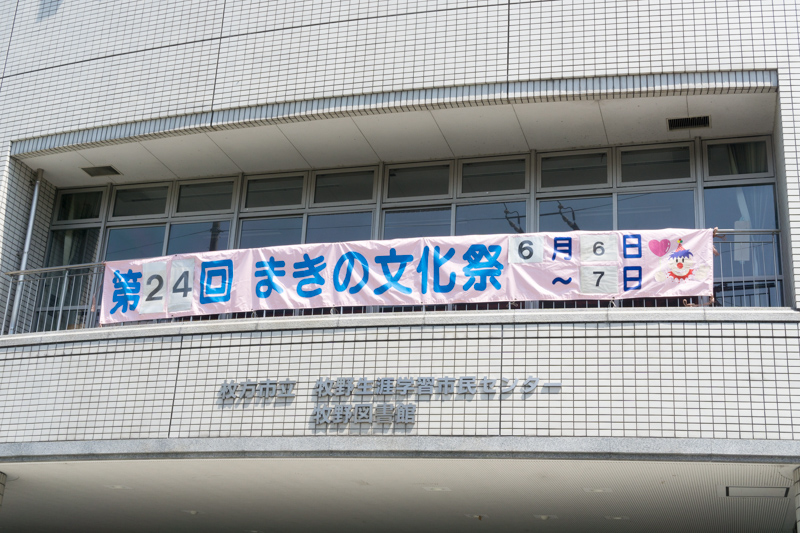 第24回 まきの文化祭 6月6日
～7日
枚方市立 牧野生涯学習市民センター
牧野図書館